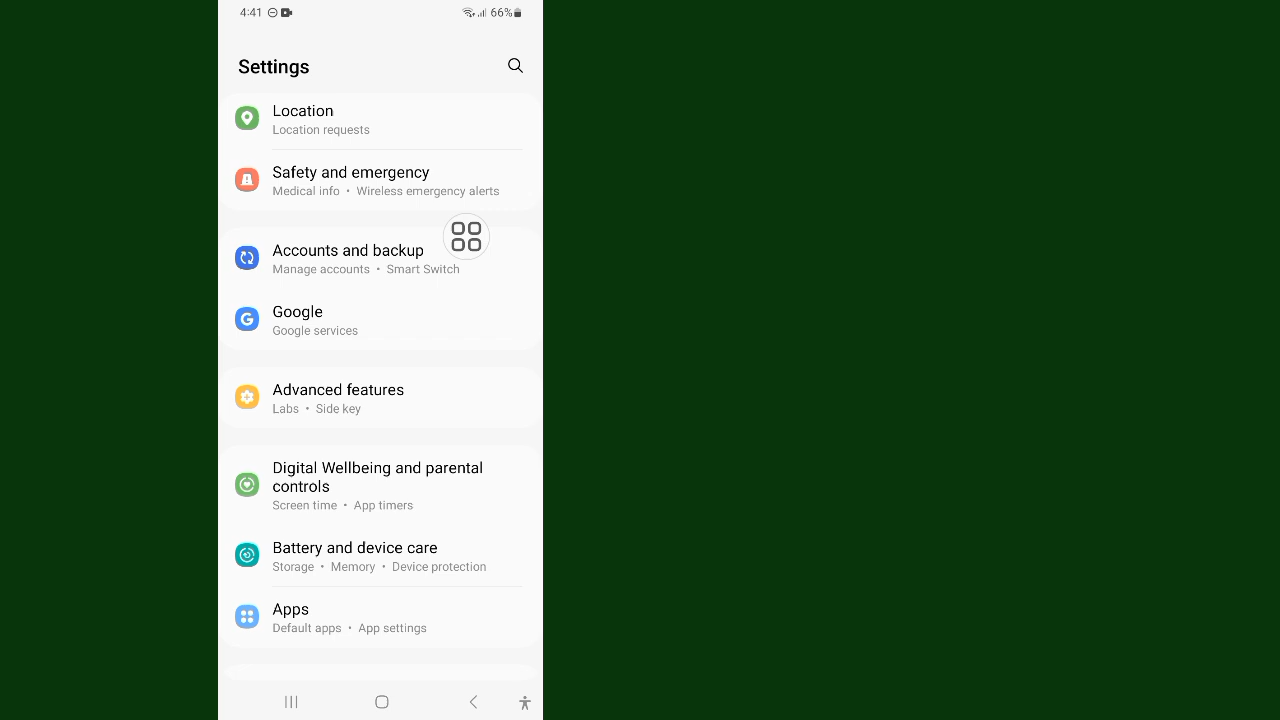 4:41
66%
Settings
Location
Location requests
Safety and emergency
Medical info • Wireless emergency alerts
Accounts and backup
Manage accounts • Smart Switch
Google
Google services
Advanced features
Labs • Side key
Digital Wellbeing and parental
controls
Screen time • App timers
Battery and device care
Storage • Memory • Device protection
Apps
Default apps • App settings